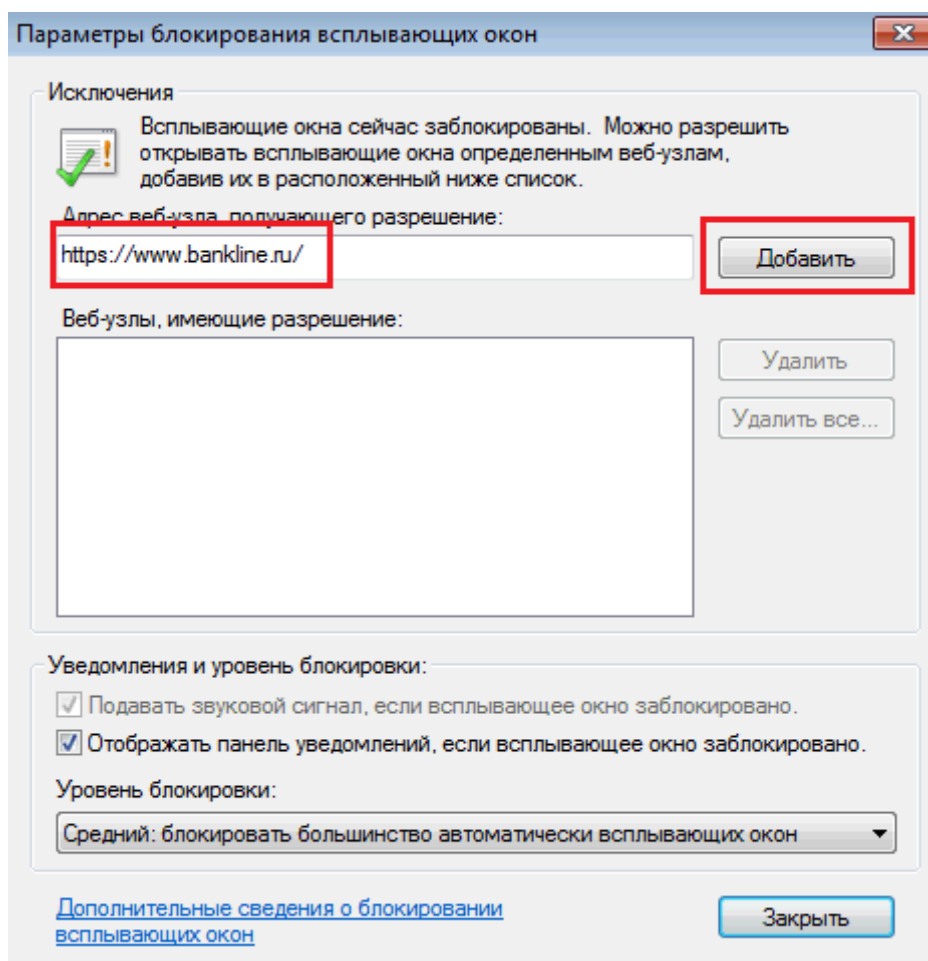 Параметры блокирования всплывающих окон
Исключения
Всплывающие окна сейчас заблокированы. Можно разрешить
открывать всплывающие окна определенным веб-узлам,
добавив их в расположенный ниже список.
Адрес веб-узла, получающего разрешение:
https://www.bankline.ru/
Добавить
Веб-узлы, имеющие разрешение:
Удалить
Удалить все...
Уведомления и уровень блокировки:
Подавать звуковой сигнал, если всплывающее окно заблокировано.
Отображать панель уведомлений, если всплывающее окно заблокировано.
Уровень блокировки:
Средний: блокировать большинство автоматически всплывающих окон
Дополнительные сведения о блокировании
всплывающих окон
Закрыть